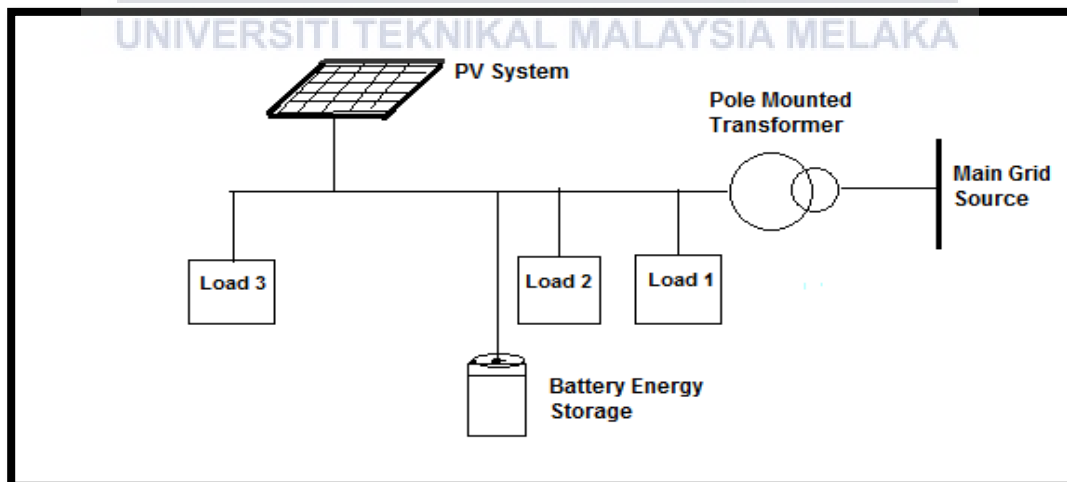 UNIVERSITI TEKNIKAL MALAYSIA MELAKA
PV System
Pole Mounted
Transformer
Main Grid
Source
Load 3
Load 2
Load 1
Battery Energy
Storage